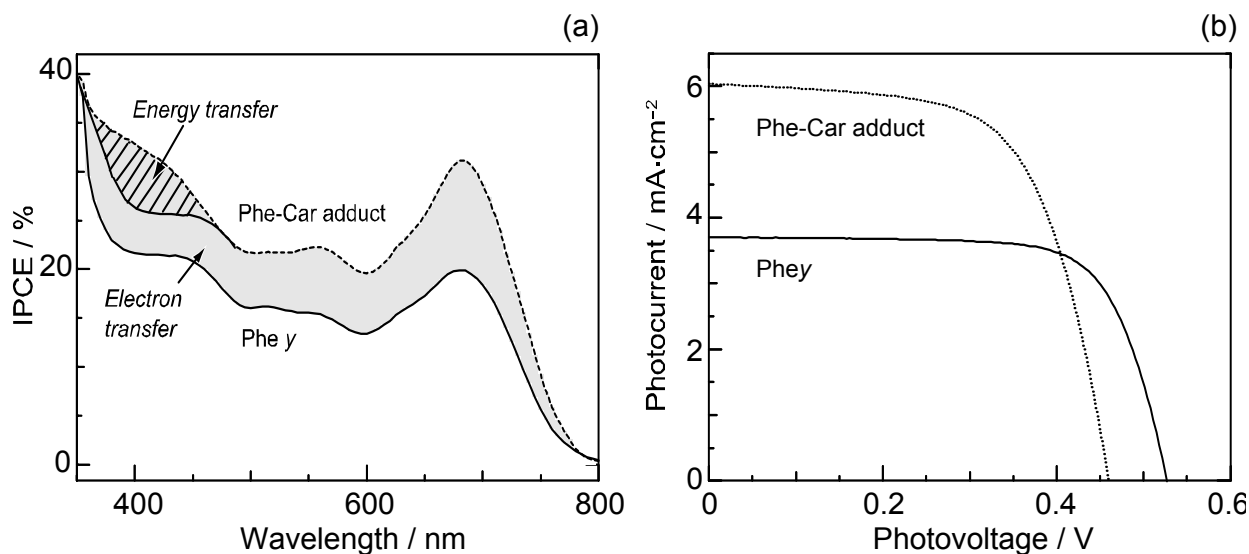 (a)
40
20
0
IPCE / %
Energy transfer
Phe-Car adduct
Electron
transfer
Phe y
400
600
800
Wavelength / nm
(b)
6
4
2
0
Photocurrent / mA·cm⁻²
Phe-Car adduct
Phey
0
0.2
0.4
0.6
Photovoltage / V